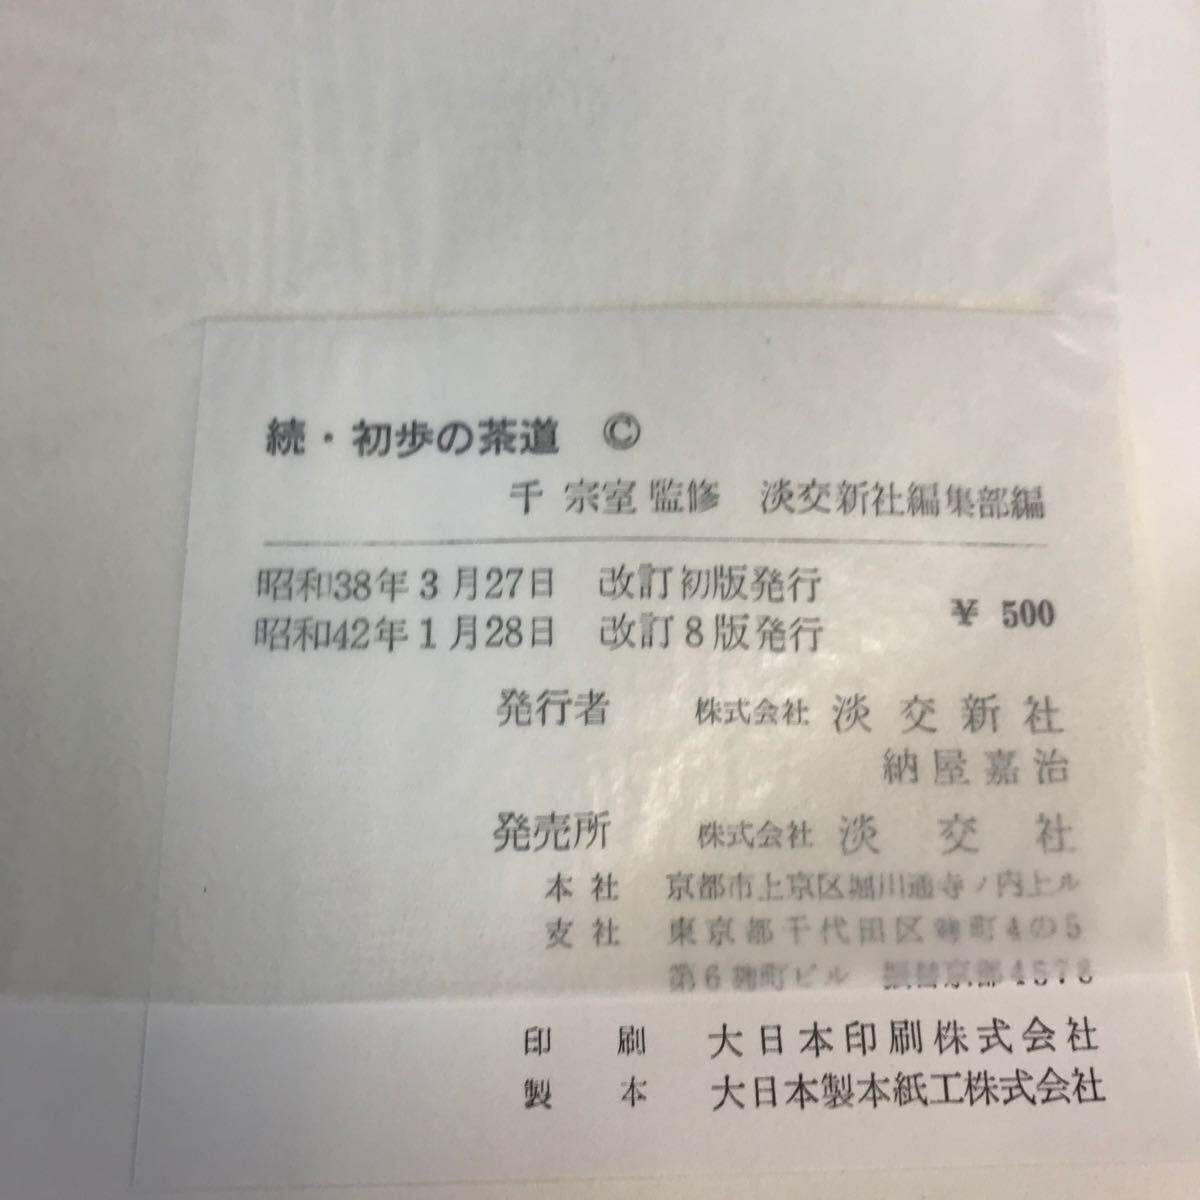 続・初歩の茶道 ©
千 宗室 監修 淡交新社編集部編
昭和38年3月27日 改訂初版発行
昭和42年1月28日 改訂8版発行
¥ 500
発行者 株式会社 淡交新社
納屋嘉治
発売所 株式会社 淡交社
本社 京都市上京区堀川通寺ノ内上ル
支社 東京都千代田区麹町4の5
第6麹町ビル 振替京都4578
印刷 大日本印刷株式会社
製本 大日本製本紙工株式会社